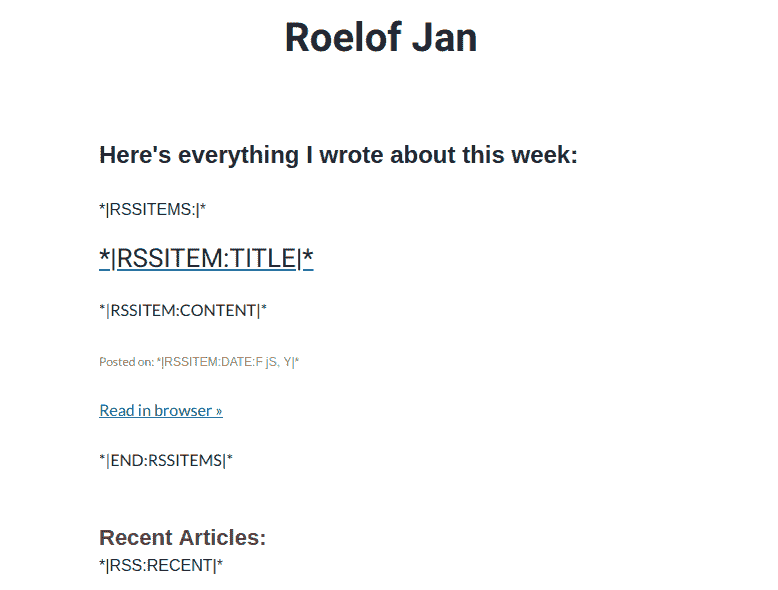 Roelof Jan
Here's everything I wrote about this week:
*|RSSITEMS:|*
*|RSSITEM:TITLE|*
*|RSSITEM:CONTENT|*
Posted on: *|RSSITEM:DATE:F jS, Y|*
Read in browser »
*|END:RSSITEMS|*
Recent Articles:
*|RSS:RECENT|*